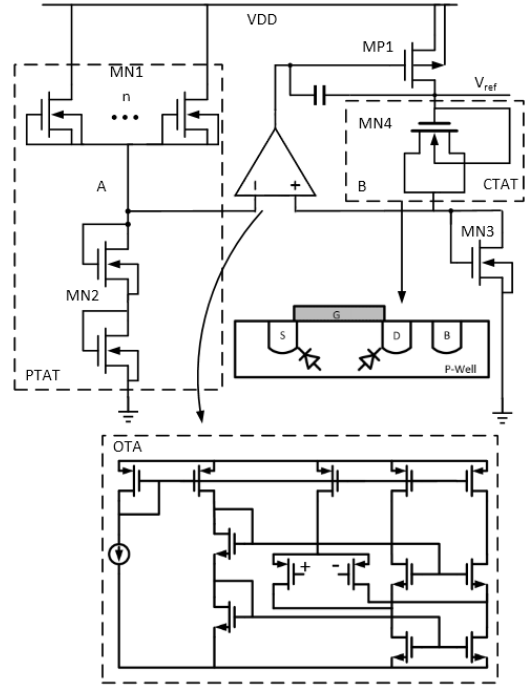 VDD
MN1
n
MP1
Vref
MN4
A
B
CTAT
-
+
MN3
MN2
G
S
D
B
P-Well
PTAT
OTA
+
-